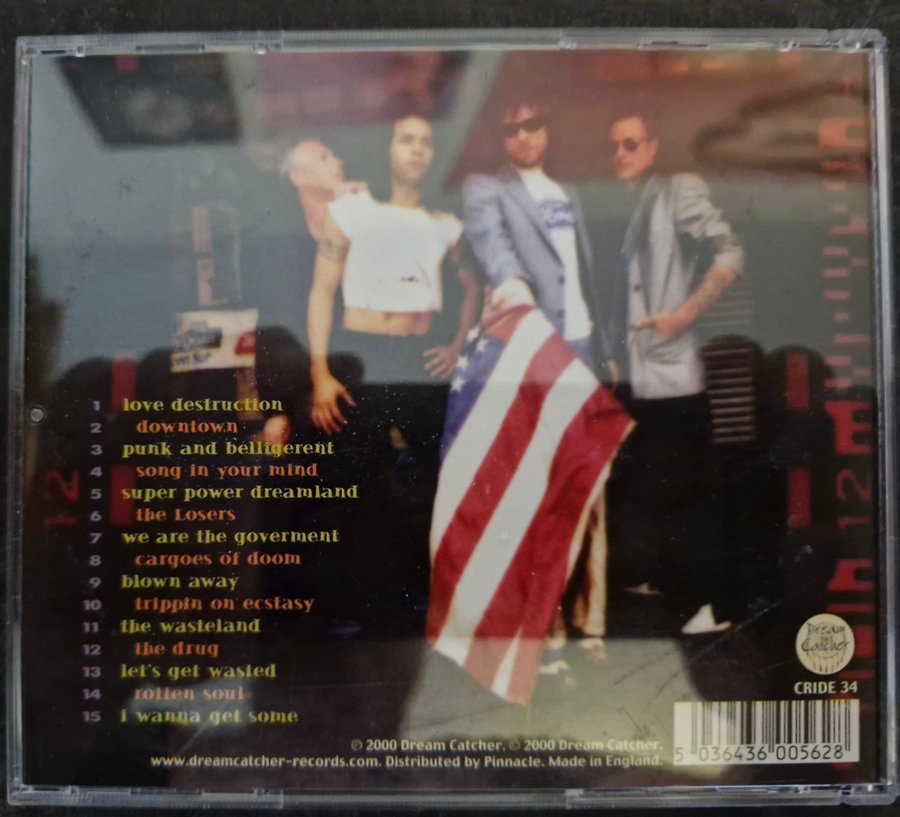 1 love destruction
2 downtown
3 punk and belligerent
4 song in your mind
5 super power dreamland
6 the Losers
7 we are the goverment
8 cargoes of doom
9 blown away
10 trippin on ecstasy
11 the wasteland
12 the drug
13 let's get wasted
14 rotten soul
15 i wanna get some
Dream
Catcher
CRIDE 34
℗ 2000 Dream Catcher. © 2000 Dream Catcher.
www.dreamcatcher-records.com. Distributed by Pinnacle. Made in England.
5 036436 005628
12
12